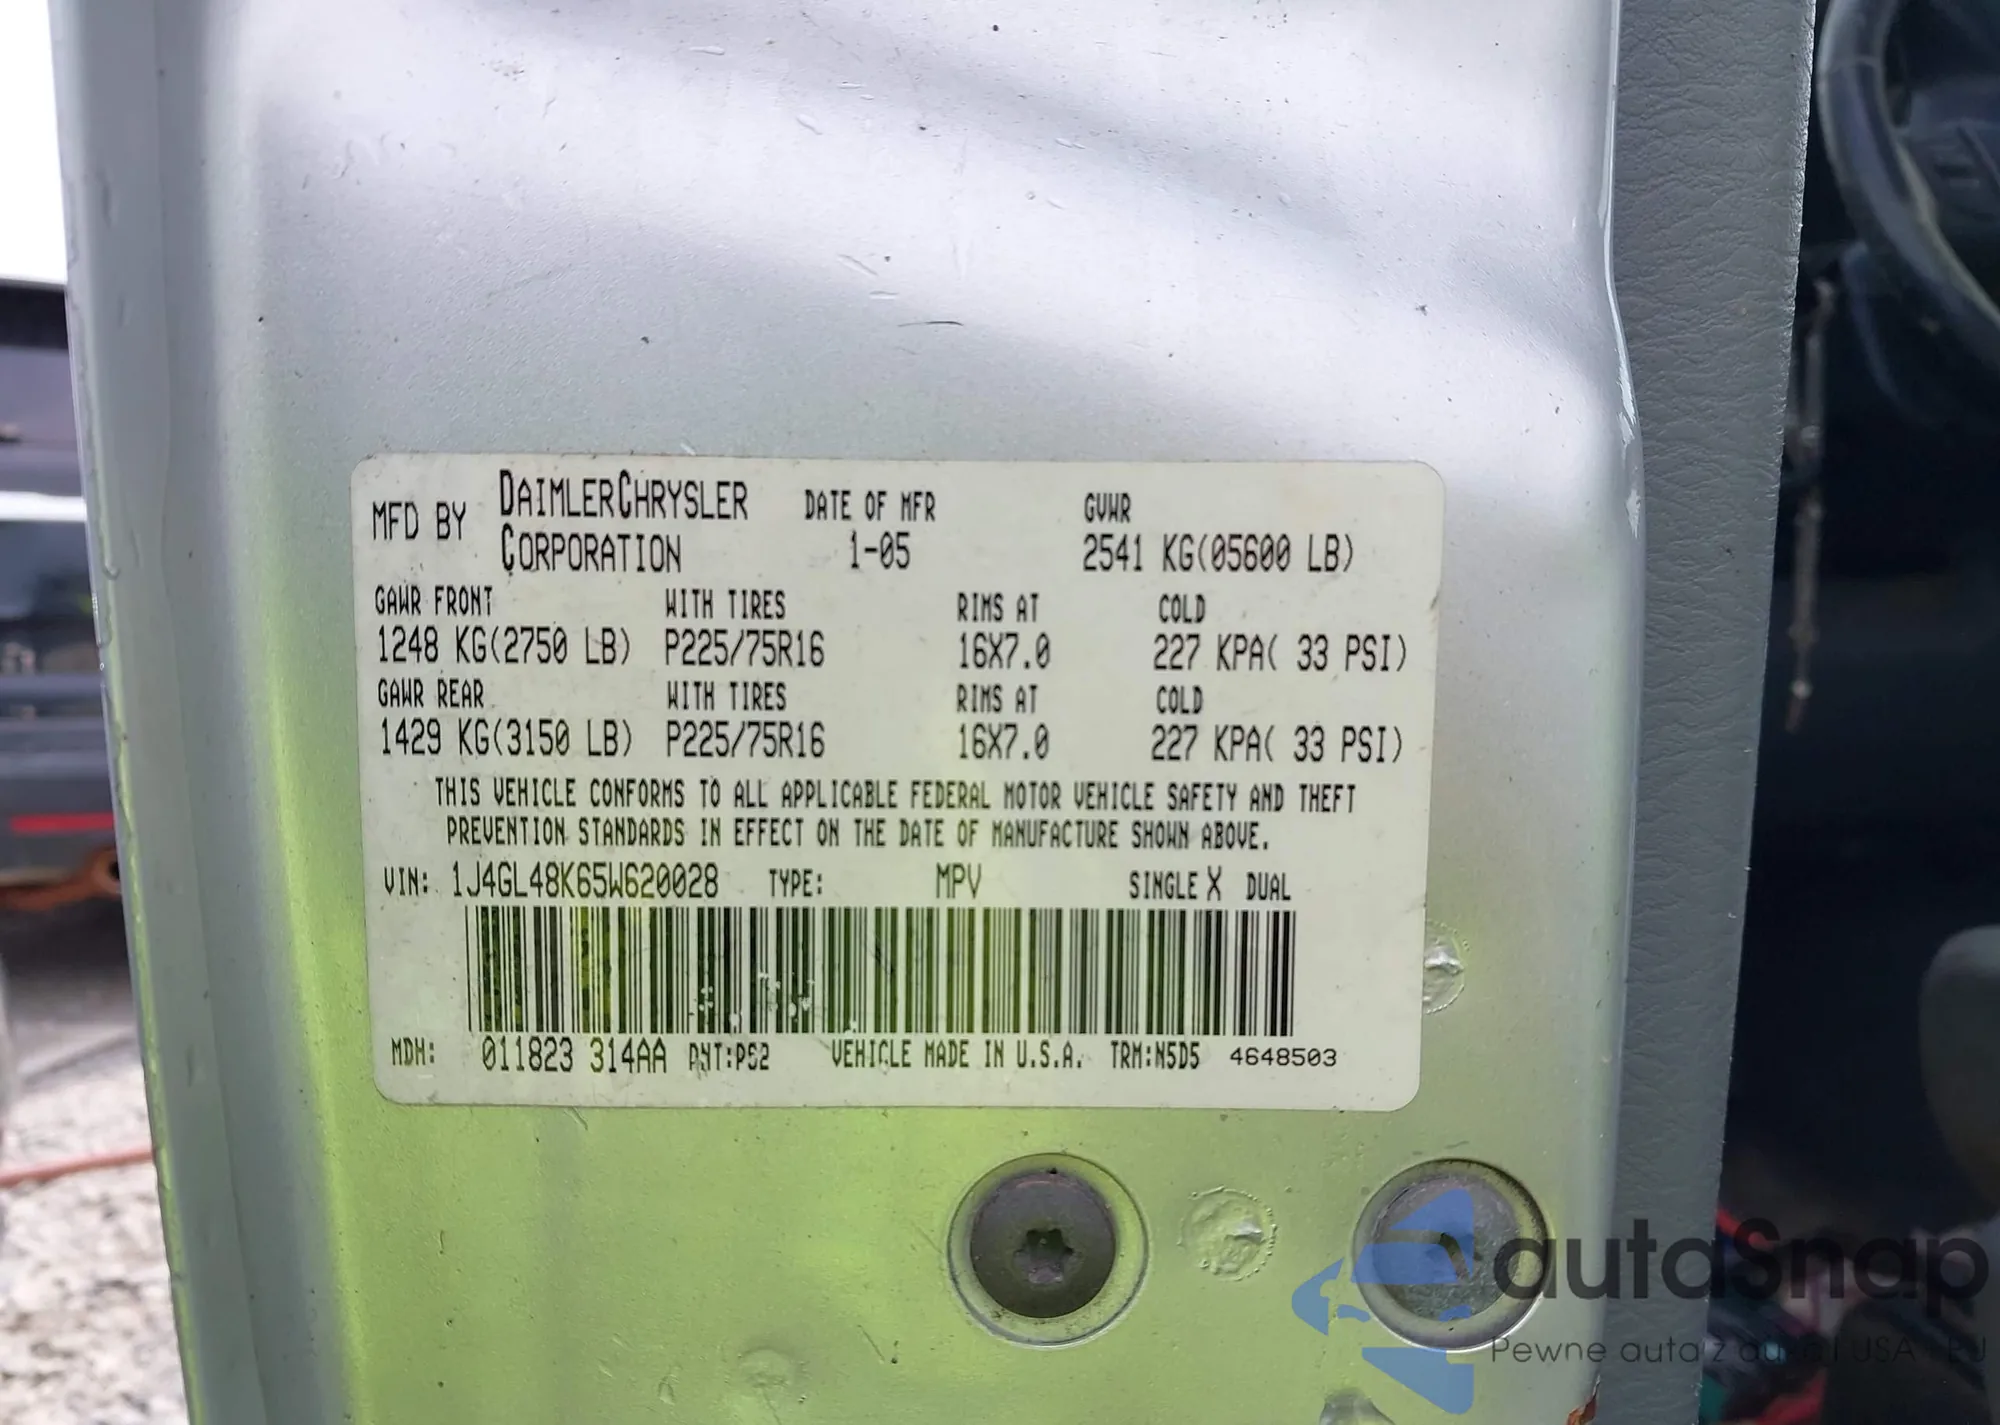 MFD BY DAIMLERCHRYSLER CORPORATION DATE OF MFR 1-05 GVWR 2541 KG(05600 LB)
GAWR FRONT WITH TIRES RIMS AT COLD
1248 KG(2750 LB) P225/75R16 16X7.0 227 KPA( 33 PSI)
GAWR REAR WITH TIRES RIMS AT COLD
1429 KG(3150 LB) P225/75R16 16X7.0 227 KPA( 33 PSI)
THIS VEHICLE CONFORMS TO ALL APPLICABLE FEDERAL MOTOR VEHICLE SAFETY AND THEFT
PREVENTION STANDARDS IN EFFECT ON THE DATE OF MANUFACTURE SHOWN ABOVE.
VIN: 1J4GL48K65W620028 TYPE: MPV SINGLE X DUAL
MDH: 011823 314AA PNT:PS2 VEHICLE MADE IN U.S.A. TRM:N5D5 4648503
autaSnap
Pewne auta z USA